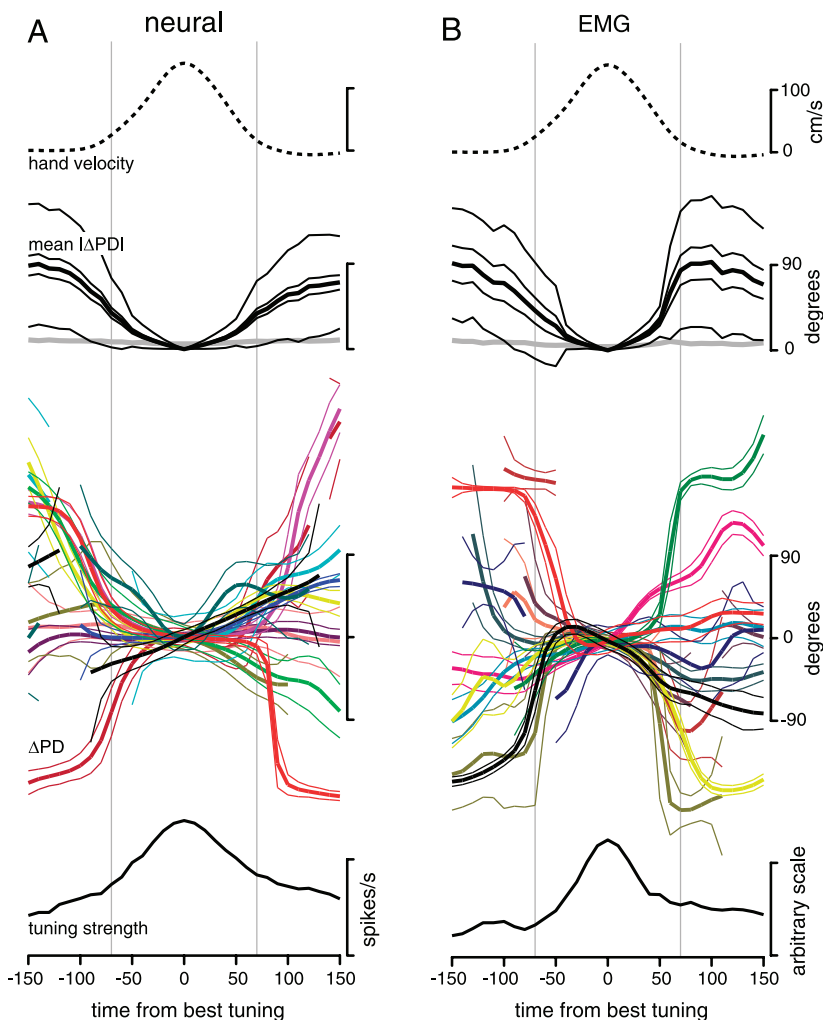 A
neural
B
EMG
100
0
cm/s
hand velocity
mean |ΔPD|
90
0
degrees
90
0
-90
degrees
ΔPD
tuning strength
spikes/s
arbitrary scale
-150 -100 -50 0 50 100 150
-150 -100 -50 0 50 100 150
time from best tuning
time from best tuning